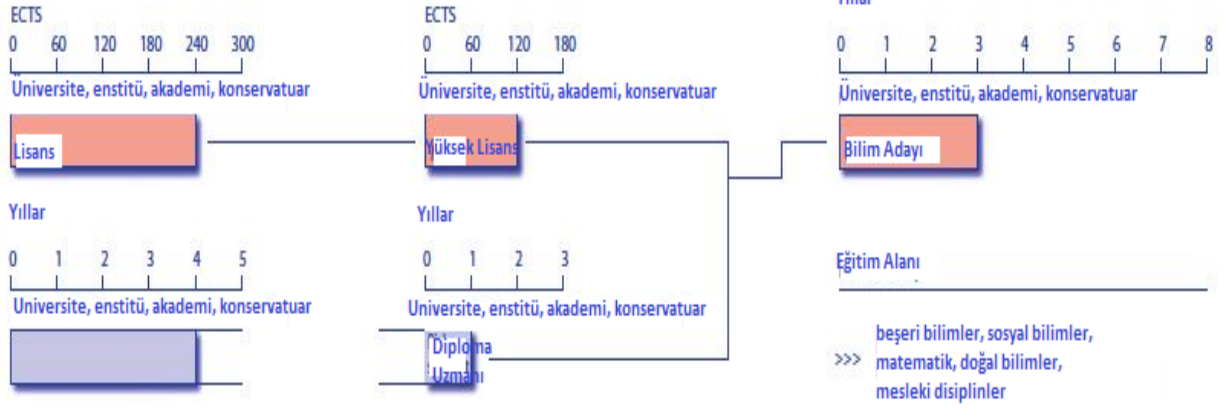 ECTS
0 60 120 180 240 300
Üniversite, enstitü, akademi, konservatuar
Lisans
Yıllar
0 1 2 3 4 5
Universite, enstitü, akademi, konservatuar
ECTS
0 60 120 180
Üniversite, enstitü, akademi, konservatuar
Yüksek Lisans
Yıllar
0 1 2 3
Universite, enstitü, akademi, konservatuar
Diploma
Uzmanı
0 1 2 3 4 5 6 7 8
Üniversite, enstitü, akademi, konservatuar
Bilim Adayı
Eğitim Alanı
>>> beşeri bilimler, sosyal bilimler,
matematik, doğal bilimler,
mesleki disiplinler